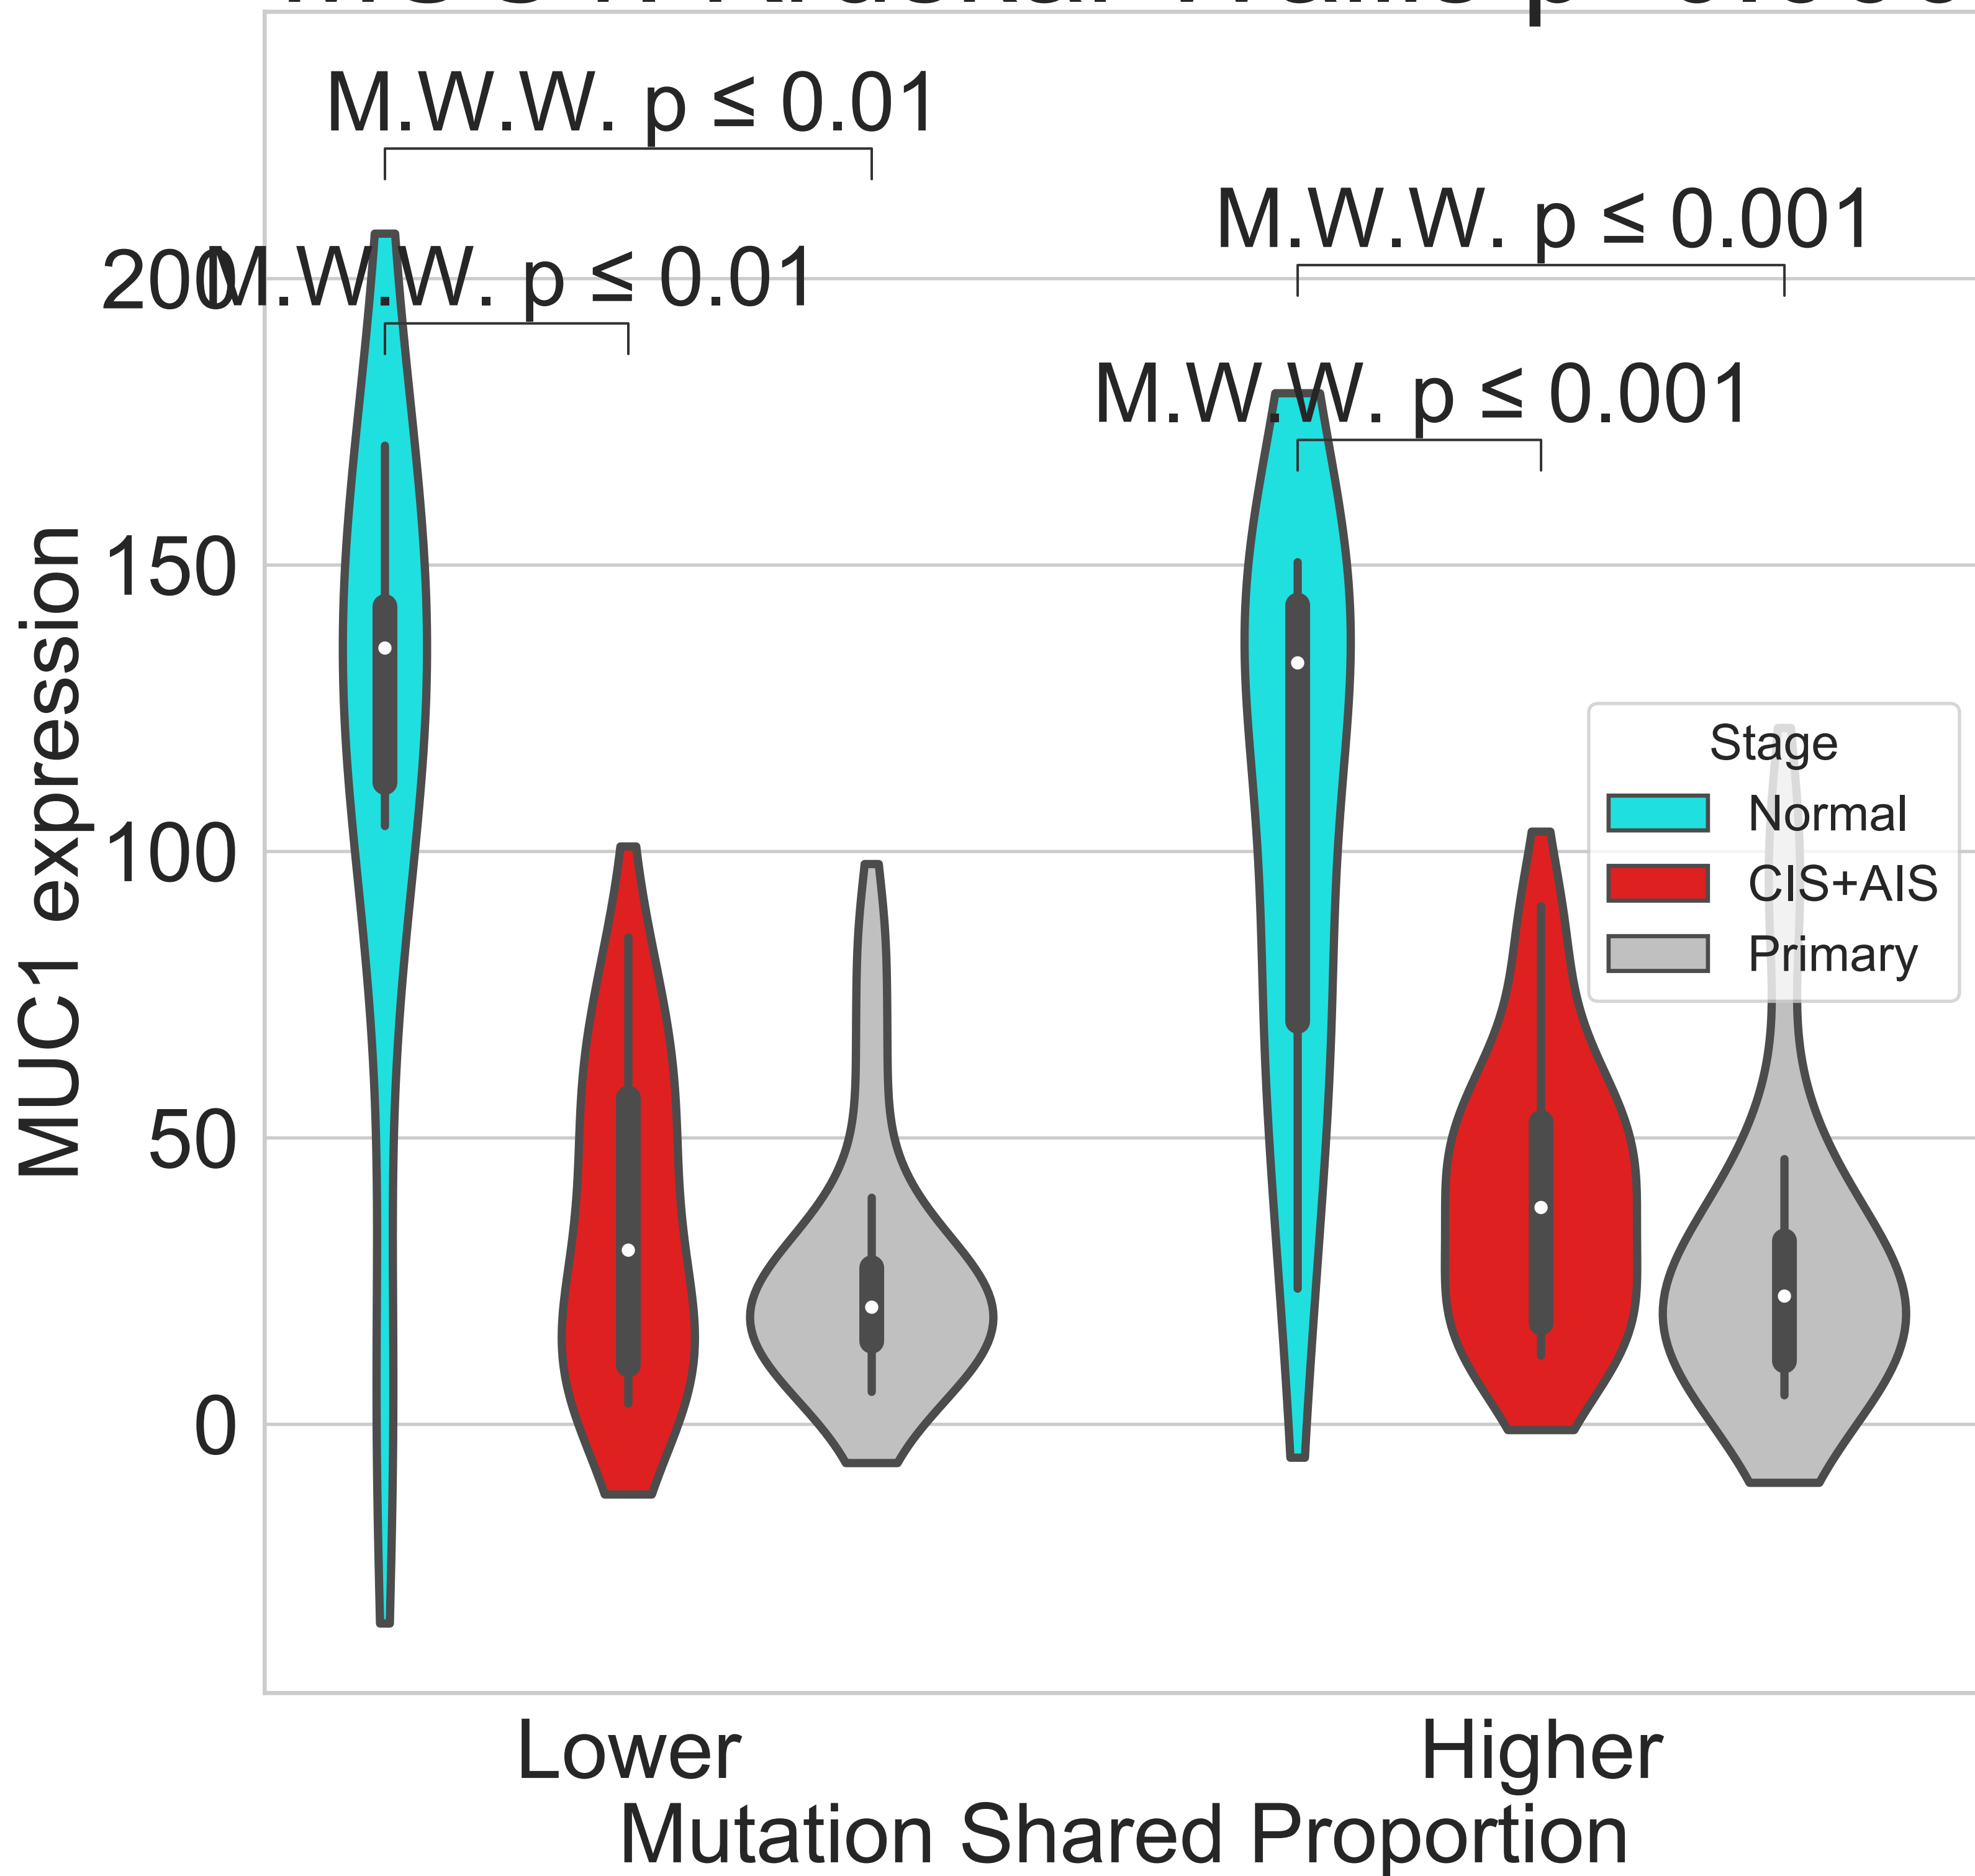 M.W.W. p ≤ 0.01
M.W.W. p ≤ 0.001
200
M.W.W. p ≤ 0.01
M.W.W. p ≤ 0.001
150
100
50
0
MUC1 expression
Stage
Normal
CIS+AIS
Primary
Lower
Higher
Mutation Shared Proportion